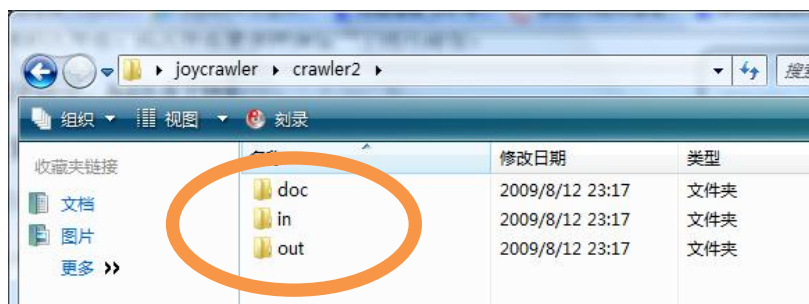 joycrawler crawler2
组织 视图 刻录
收藏夹链接 修改日期 类型
doc 2009/8/12 23:17 文件夹
文档
in 2009/8/12 23:17 文件夹
图片
out 2009/8/12 23:17 文件夹
更多